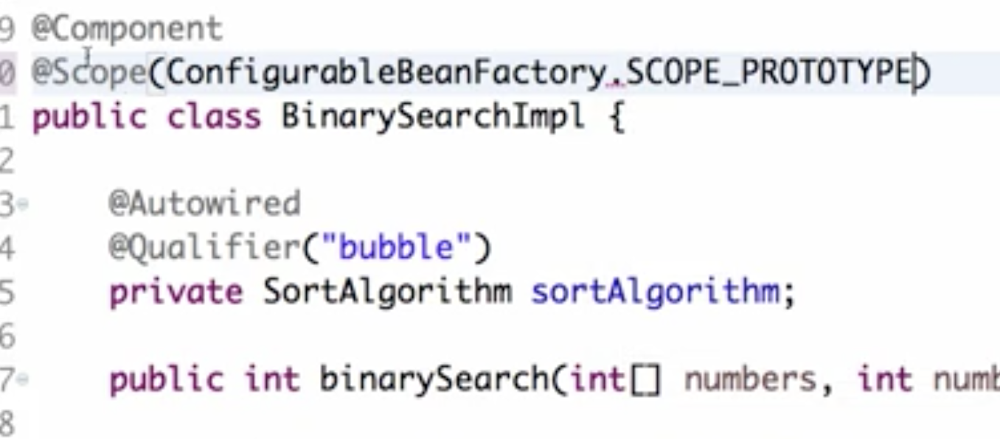 9 @Component
0 @Scope(ConfigurableBeanFactory.SCOPE_PROTOTYPE)
1 public class BinarySearchImpl {
2
3 @Autowired
4 @Qualifier("bubble")
5 private SortAlgorithm sortAlgorithm;
6
7 public int binarySearch(int[] numbers, int numb
8